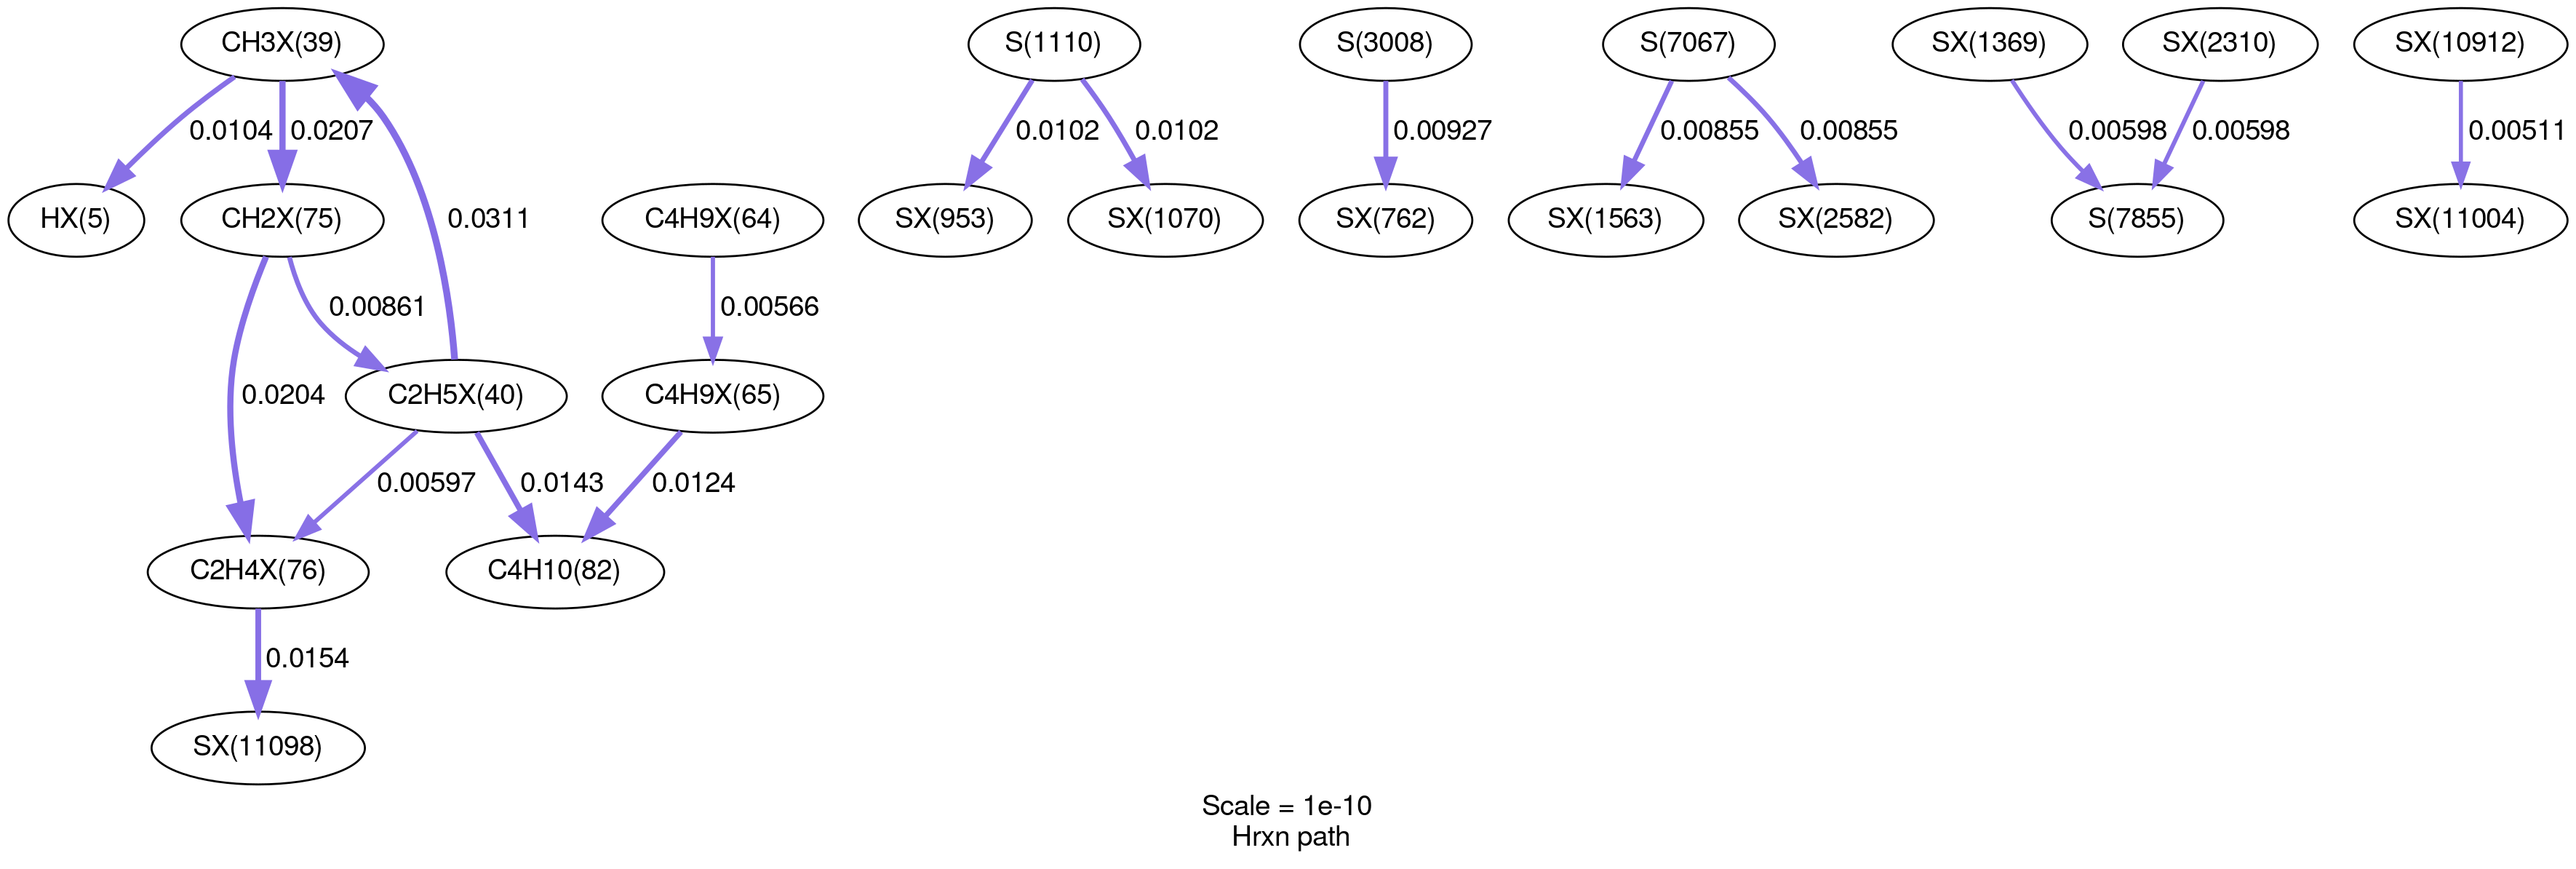 CH3X(39)
S(1110)
S(3008)
S(7067)
SX(1369)
SX(2310)
SX(10912)
0.0104
0.0207
0.0102
0.0102
0.00927
0.00855
0.00855
0.00598
0.00598
0.00511
HX(5)
CH2X(75)
0.0311
C4H9X(64)
SX(953)
SX(1070)
SX(762)
SX(1563)
SX(2582)
S(7855)
SX(11004)
0.00861
0.00566
0.0204
C2H5X(40)
C4H9X(65)
0.00597
0.0143
0.0124
C2H4X(76)
C4H10(82)
0.0154
SX(11098)
Scale = 1e-10
Hrxn path